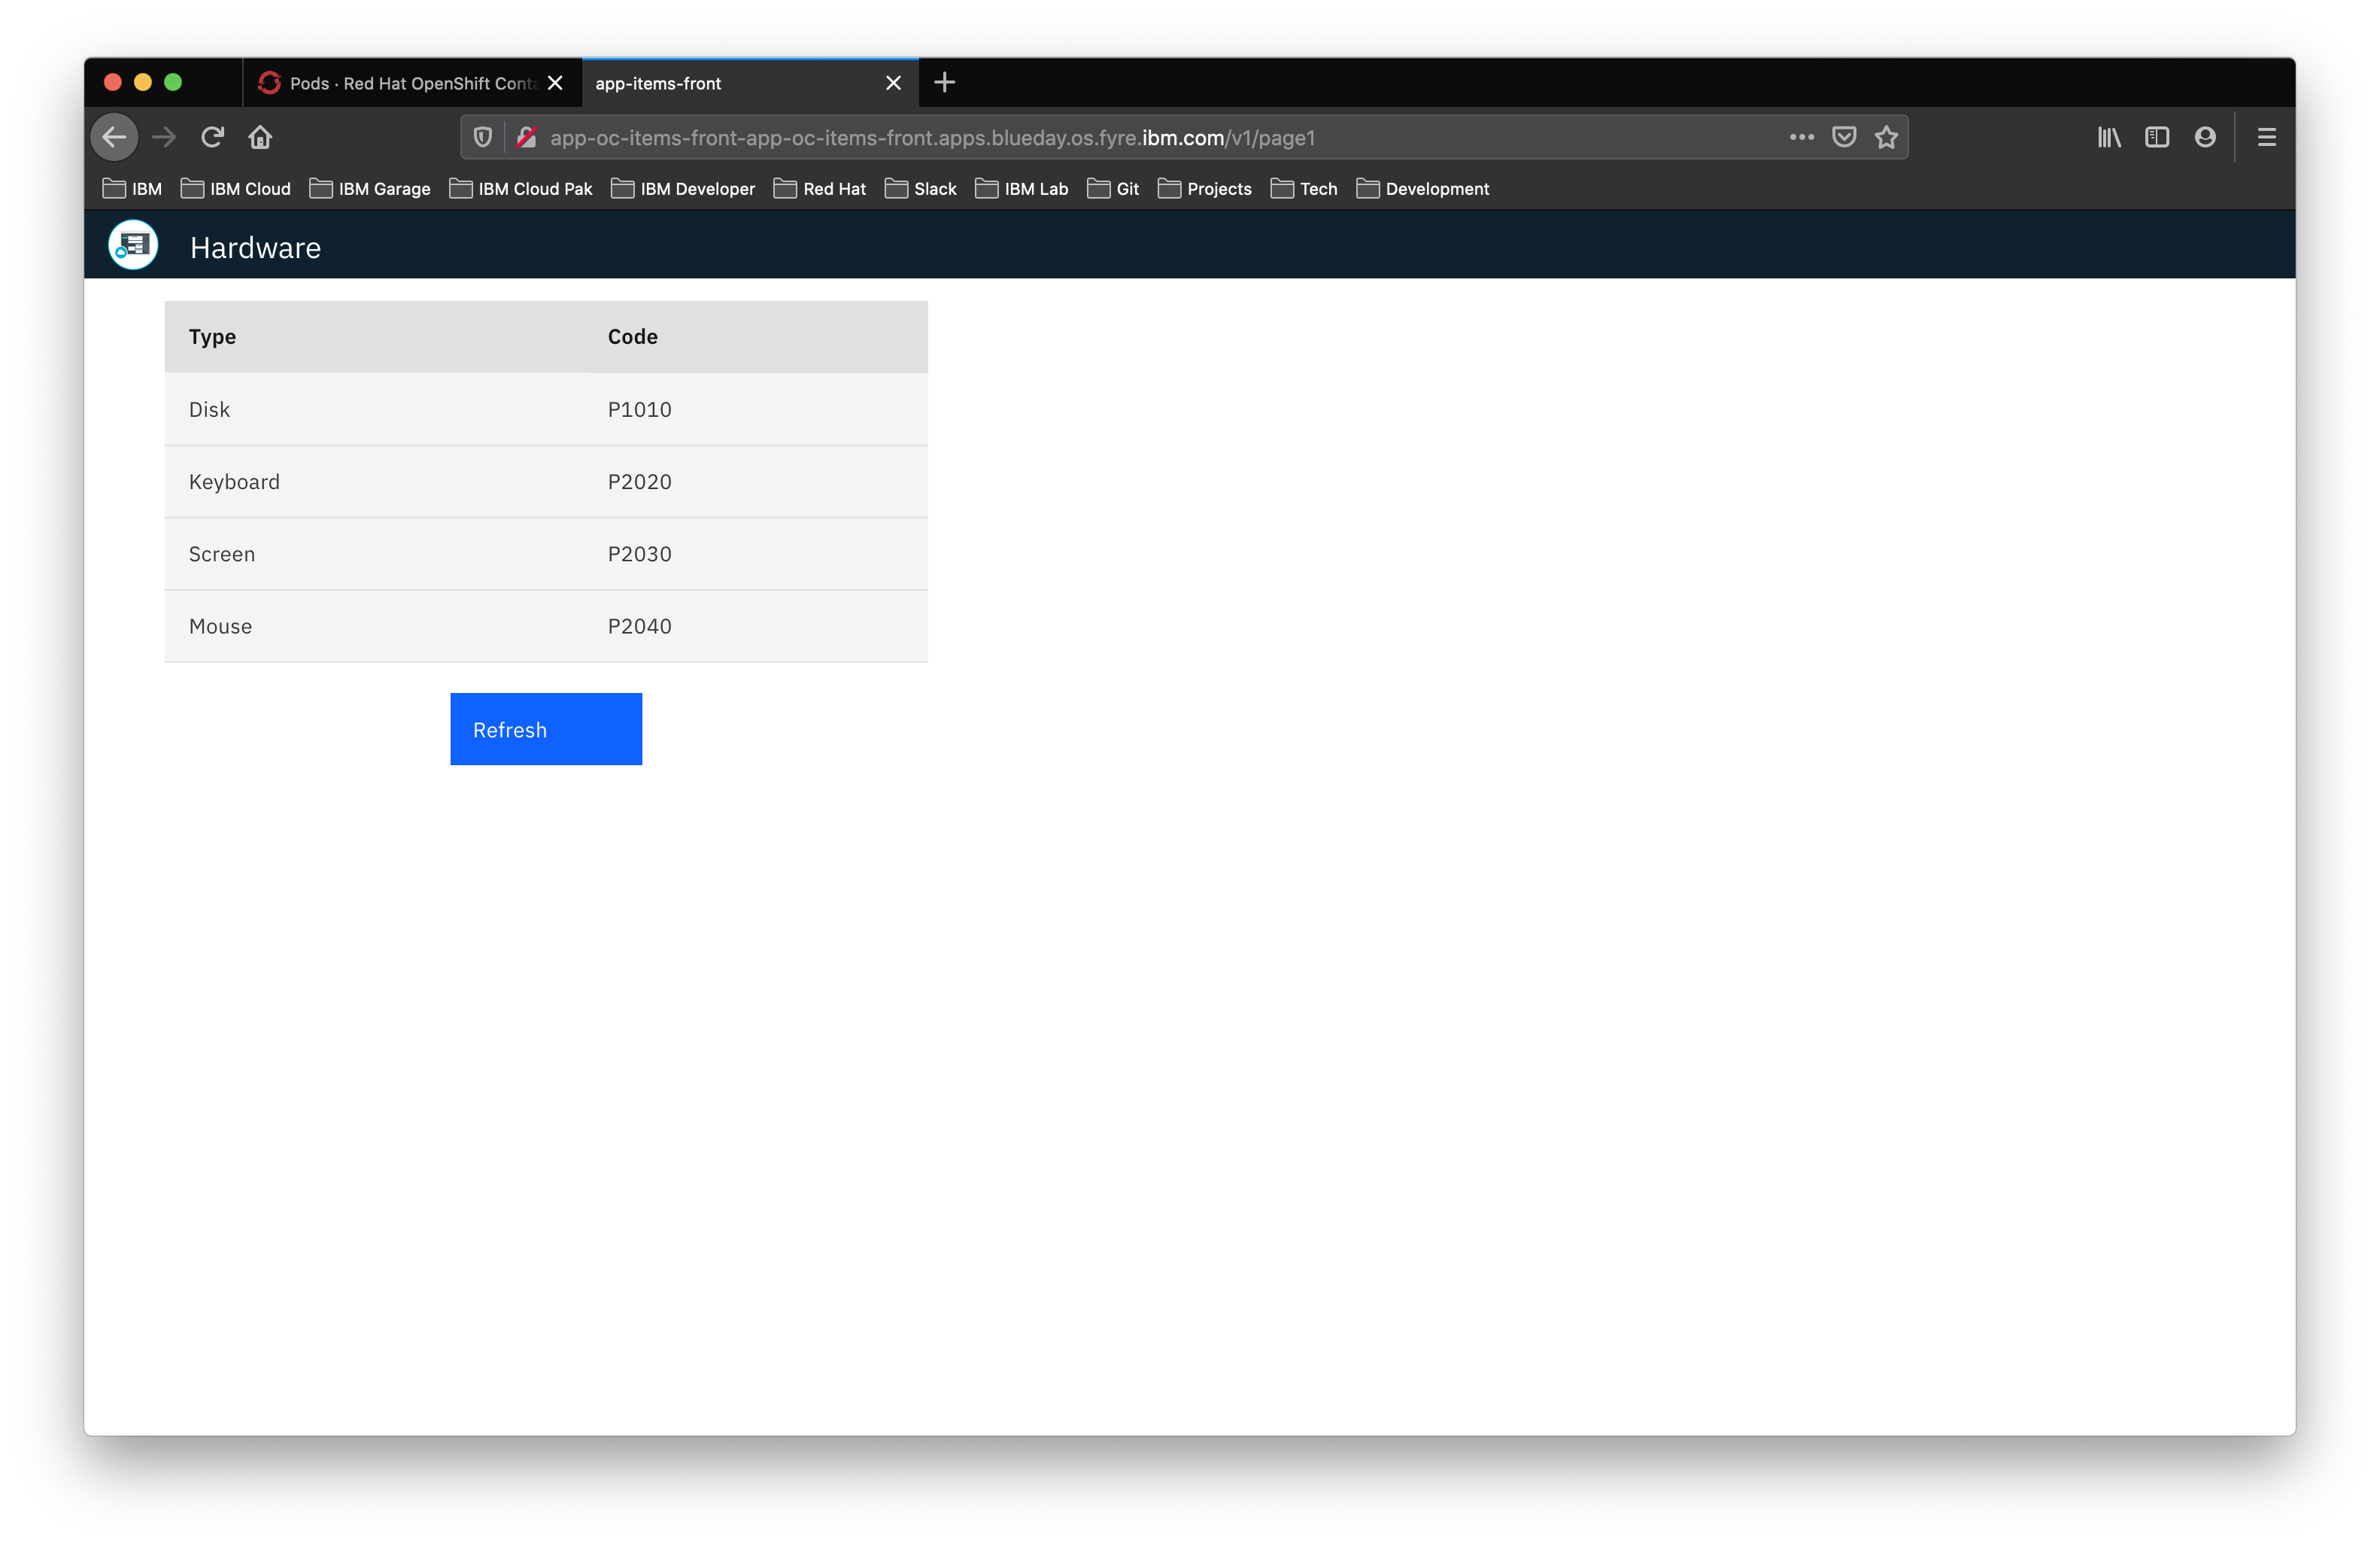 Pods · Red Hat OpenShift Conta
app-items-front
app-oc-items-front-app-oc-items-front.apps.blueday.os.fyre.ibm.com/v1/page1
IBM IBM Cloud IBM Garage IBM Cloud Pak IBM Developer Red Hat Slack IBM Lab Git Projects Tech Development
Hardware
Type Code
Disk P1010
Keyboard P2020
Screen P2030
Mouse P2040
Refresh